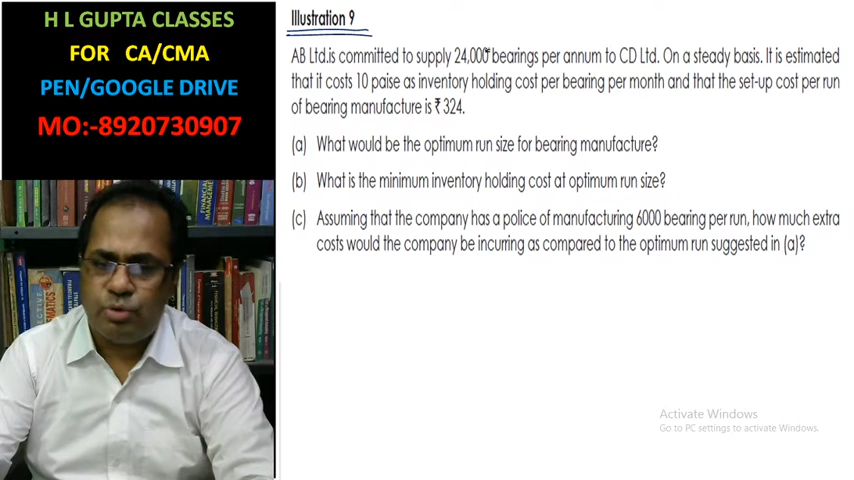 H L GUPTA CLASSES
FOR CA/CMA
PEN/GOOGLE DRIVE
MO:-8920730907
Illustration 9
AB Ltd.is committed to supply 24,000 bearings per annum to CD Ltd. On a steady basis. It is estimated
that it costs 10 paise as inventory holding cost per bearing per month and that the set-up cost per run
of bearing manufacture is ₹ 324.
(a) What would be the optimum run size for bearing manufacture?
(b) What is the minimum inventory holding cost at optimum run size?
(c) Assuming that the company has a police of manufacturing 6000 bearing per run, how much extra
costs would the company be incurring as compared to the optimum run suggested in (a)?
Activate Windows
Go to PC settings to activate Windows.
FINANCIAL MANAGEMENT